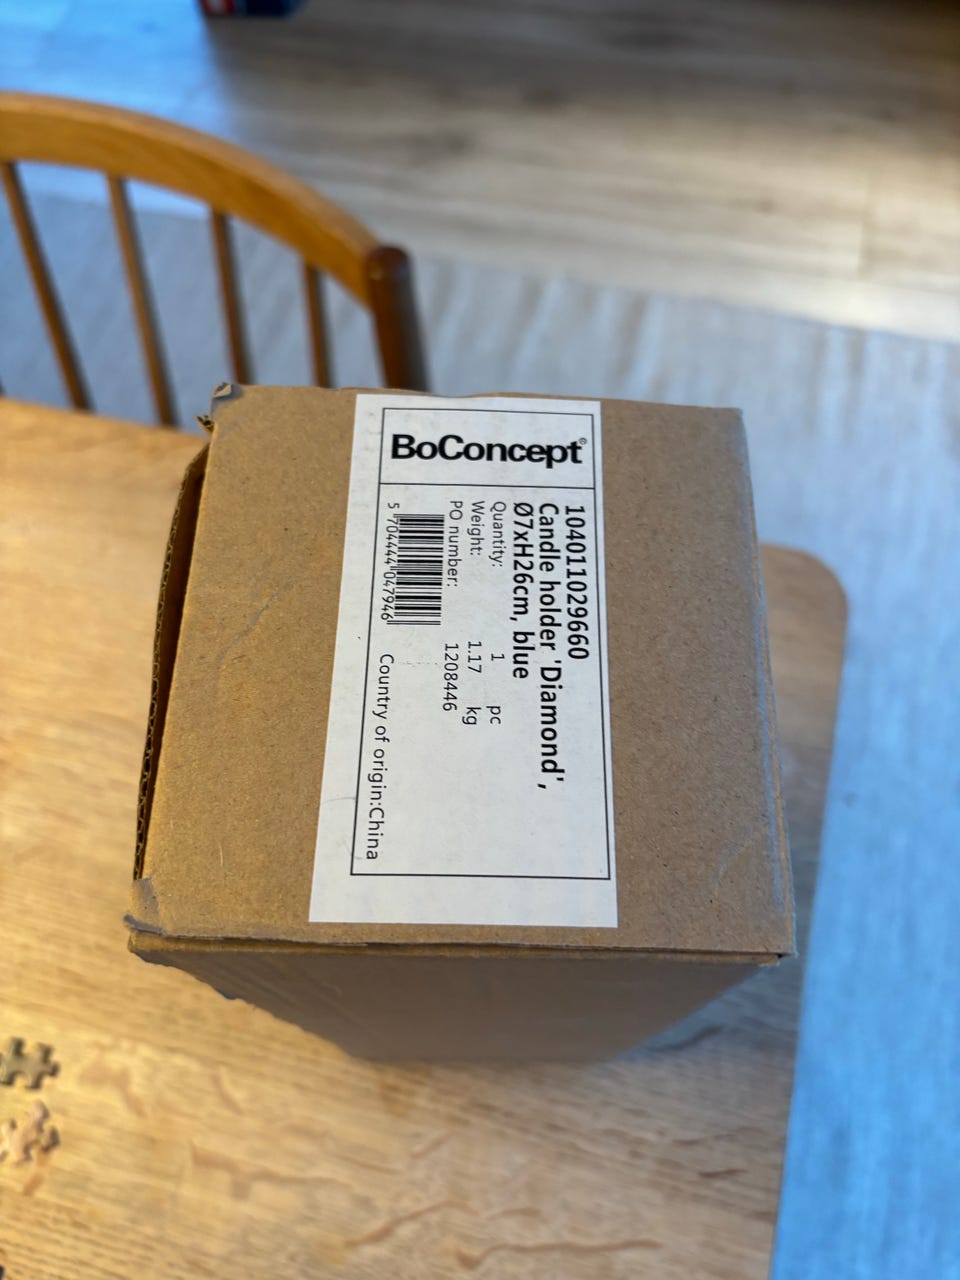 BoConcept®
104011029660
Candle holder 'Diamond',
Ø7xH26cm, blue
Quantity: 1 pc
Weight: 1.17 kg
PO number: 1208446
5 704444 047946
Country of origin:China